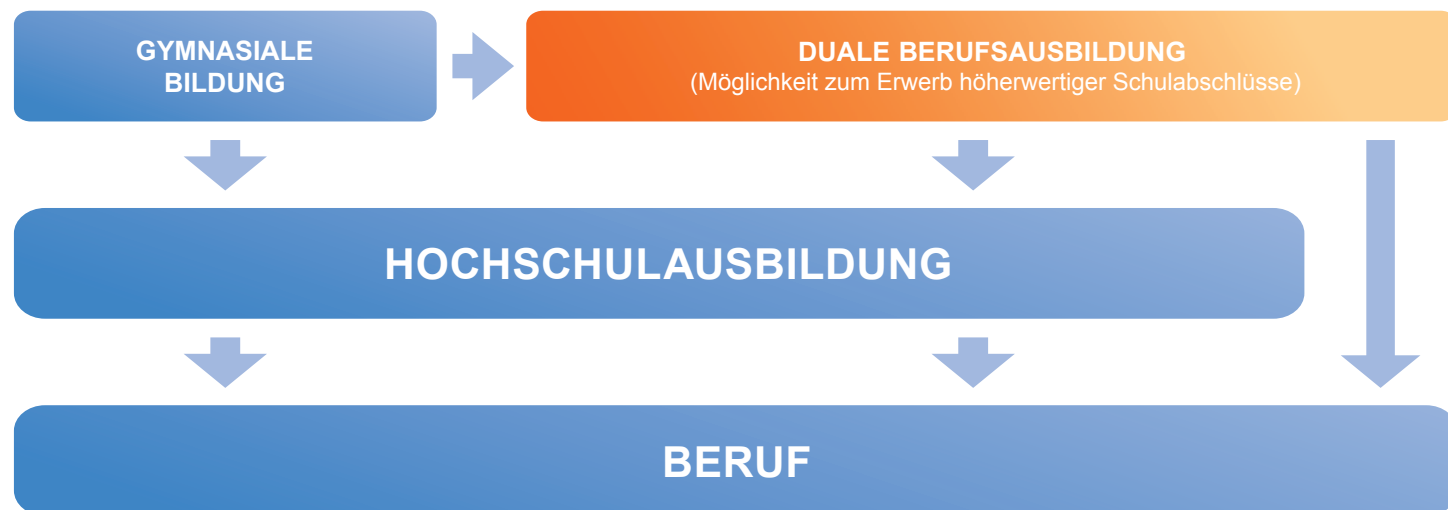 GYMNASIALE
BILDUNG
DUALE BERUFSAUSBILDUNG
(Möglichkeit zum Erwerb höherwertiger Schulabschlüsse)
HOCHSCHULAUSBILDUNG
BERUF